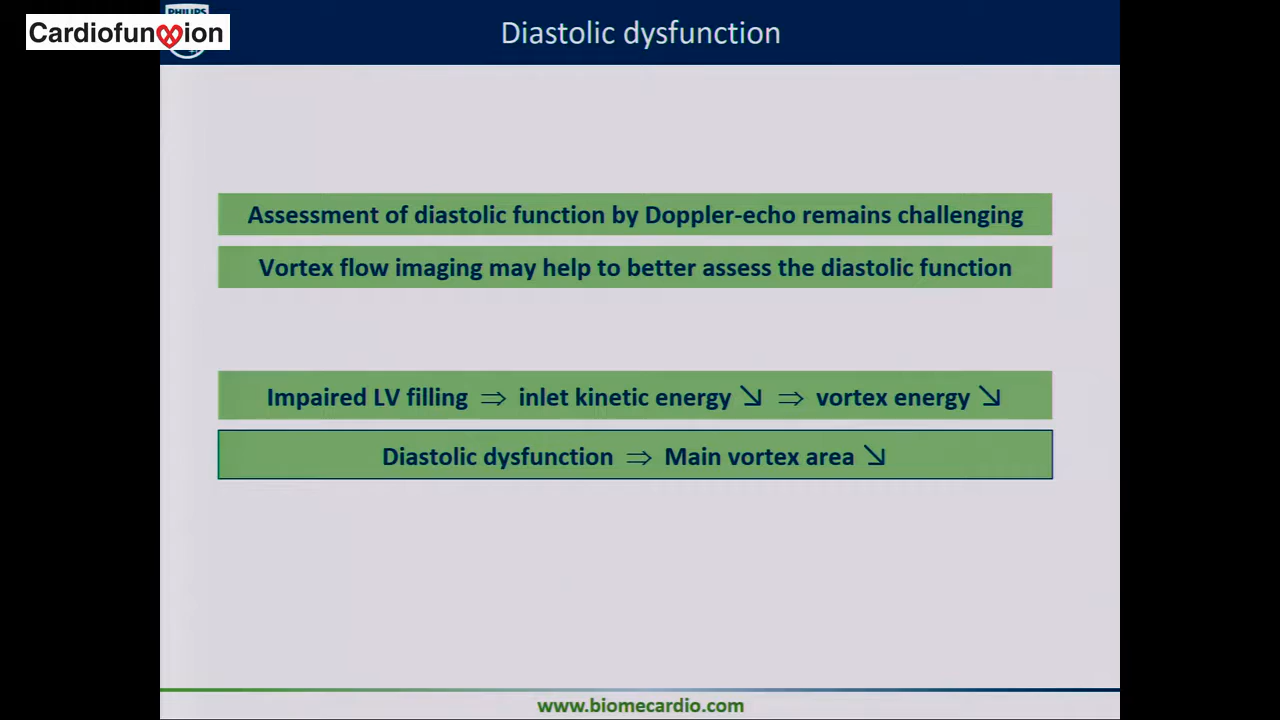 PHILIPS
Cardiofunxion
Diastolic dysfunction
Assessment of diastolic function by Doppler-echo remains challenging
Vortex flow imaging may help to better assess the diastolic function
Impaired LV filling ⇒ inlet kinetic energy ↘ ⇒ vortex energy ↘
Diastolic dysfunction ⇒ Main vortex area ↘
www.biomecardio.com